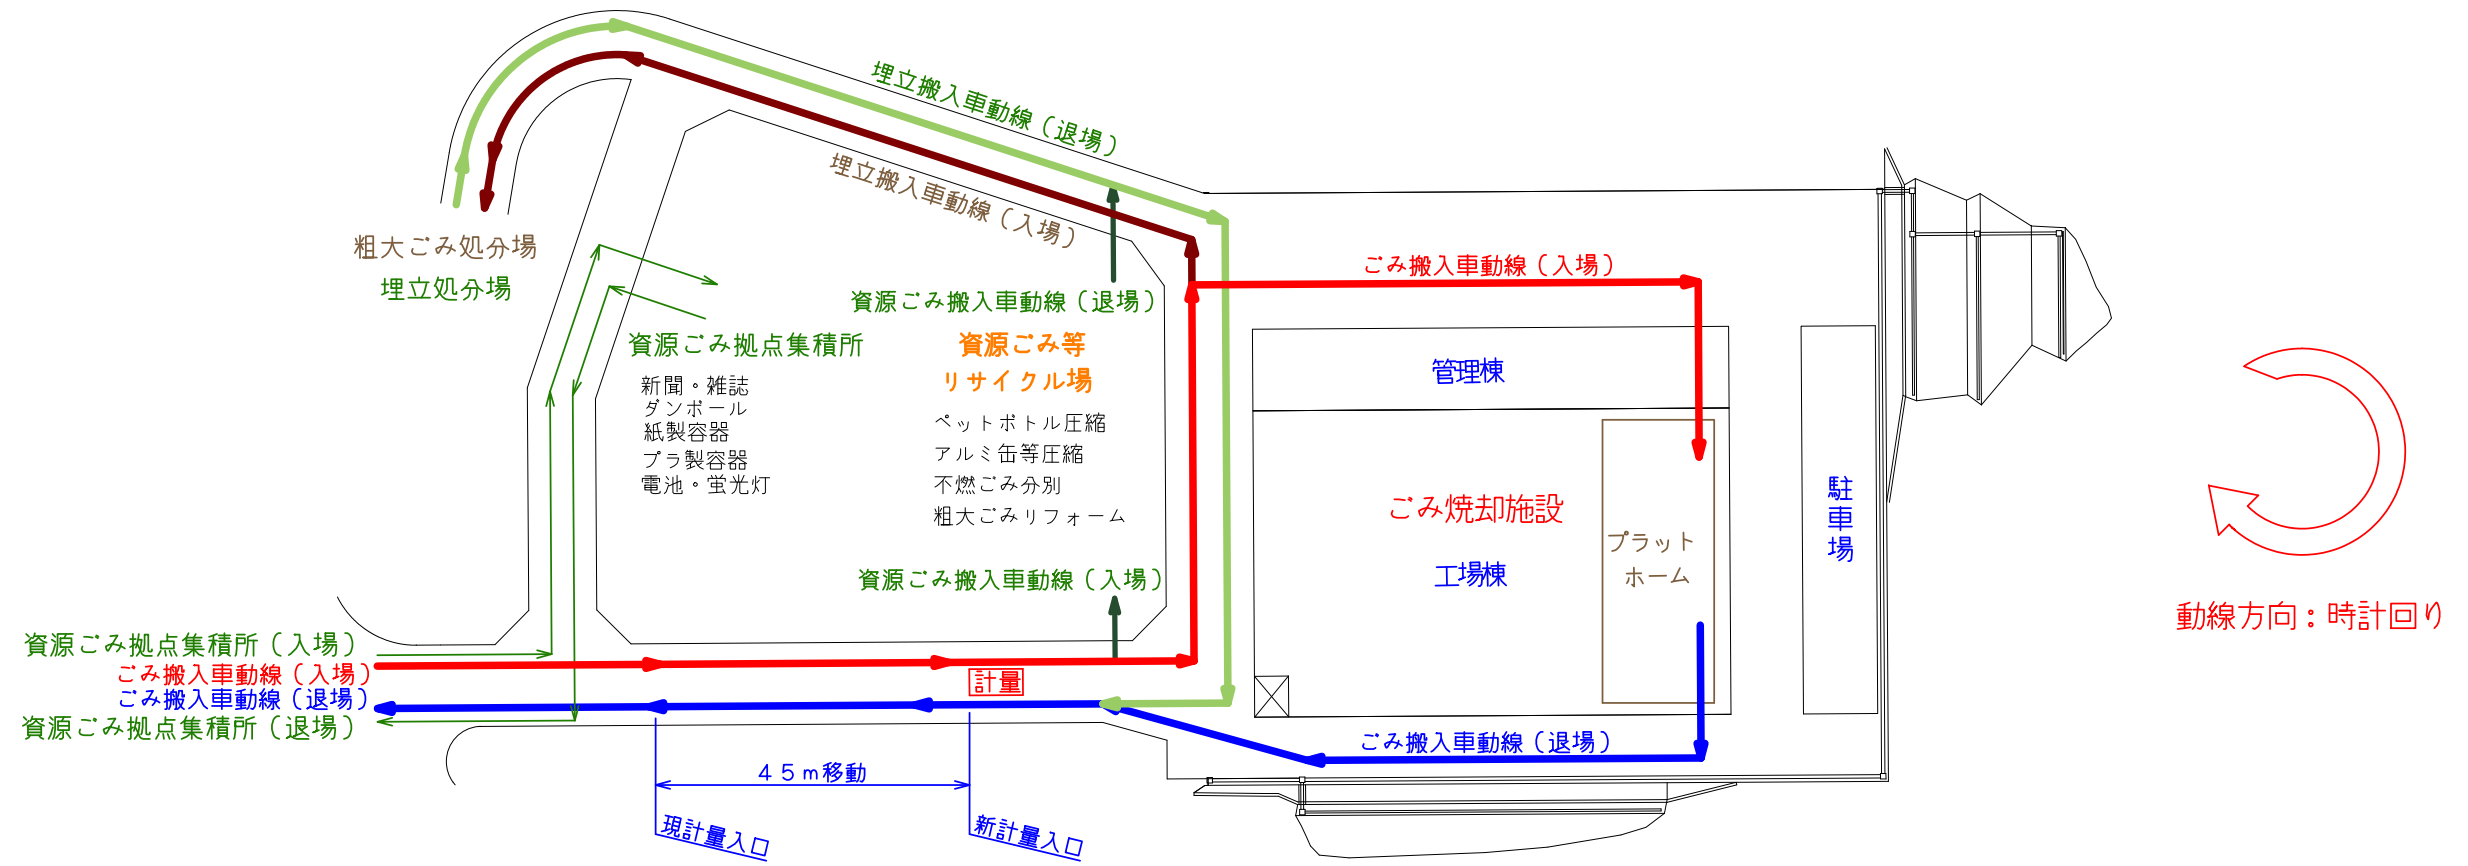 埋立搬入車動線（退場）
埋立搬入車動線（入場）
粗大ごみ処分場
埋立処分場
ごみ搬入車動線（入場）
資源ごみ搬入車動線（退場）
資源ごみ拠点集積所
新聞・雑誌
ダンボール
紙製容器
プラ製容器
電池・蛍光灯
資源ごみ等
リサイクル場
ペットボトル圧縮
アルミ缶等圧縮
不燃ごみ分別
粗大ごみリフォーム
資源ごみ搬入車動線（入場）
管理棟
ごみ焼却施設
工場棟
プラット
ホーム
駐車場
動線方向：時計回り
資源ごみ拠点集積所（入場）
ごみ搬入車動線（入場）
ごみ搬入車動線（退場）
資源ごみ拠点集積所（退場）
計量
ごみ搬入車動線（退場）
４５ｍ移動
現計量入口
新計量入口